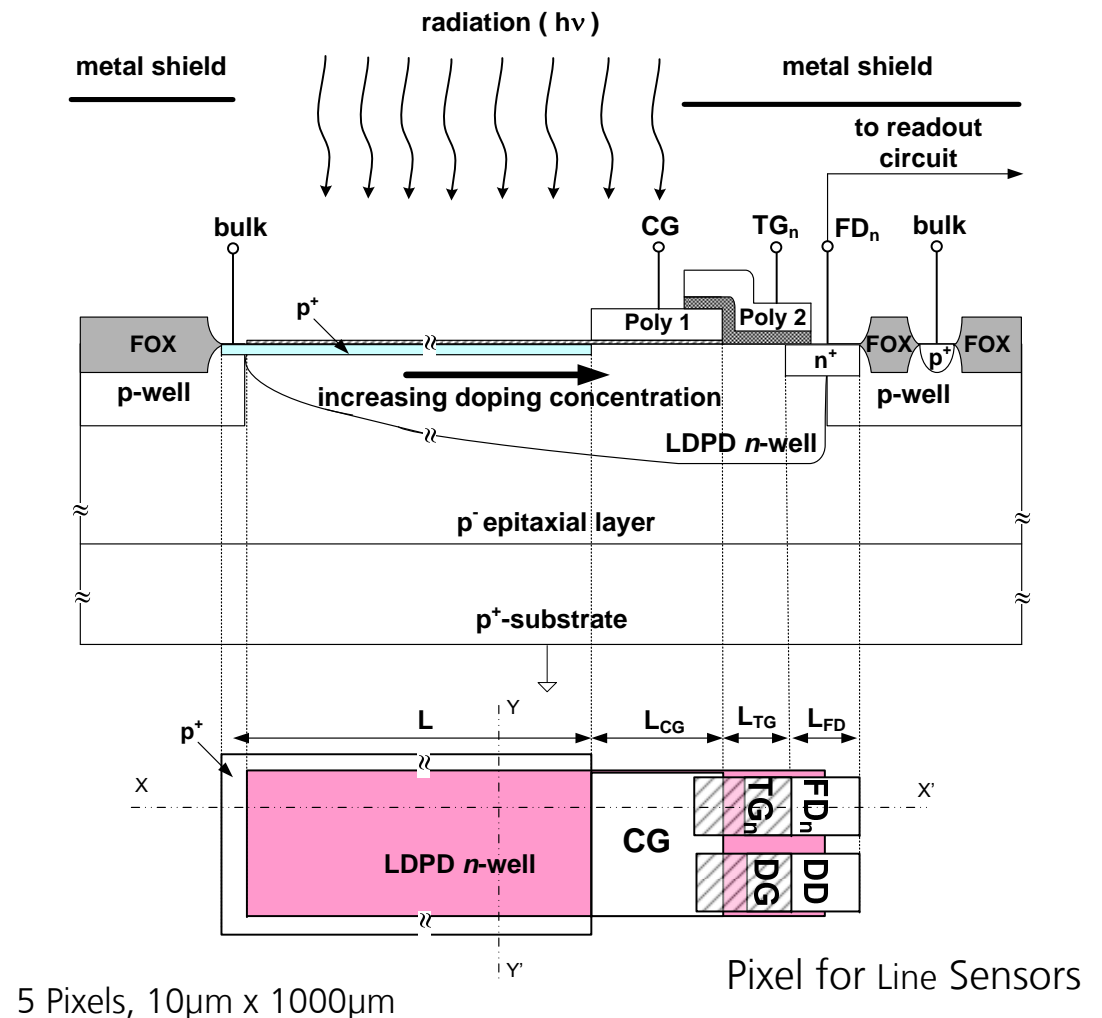 radiation ( hν )
metal shield
metal shield
to readout
circuit
bulk
CG
TGn
FDn
bulk
p+
Poly 1
Poly 2
FOX
FOX
p+
FOX
n+
p-well
increasing doping concentration
p-well
LDPD n-well
p- epitaxial layer
p+-substrate
Y
L
LCG
LTG
LFD
p+
X
X'
TGn
FDn
CG
LDPD n-well
DG
DD
Y'
Pixel for Line Sensors
5 Pixels, 10µm x 1000µm